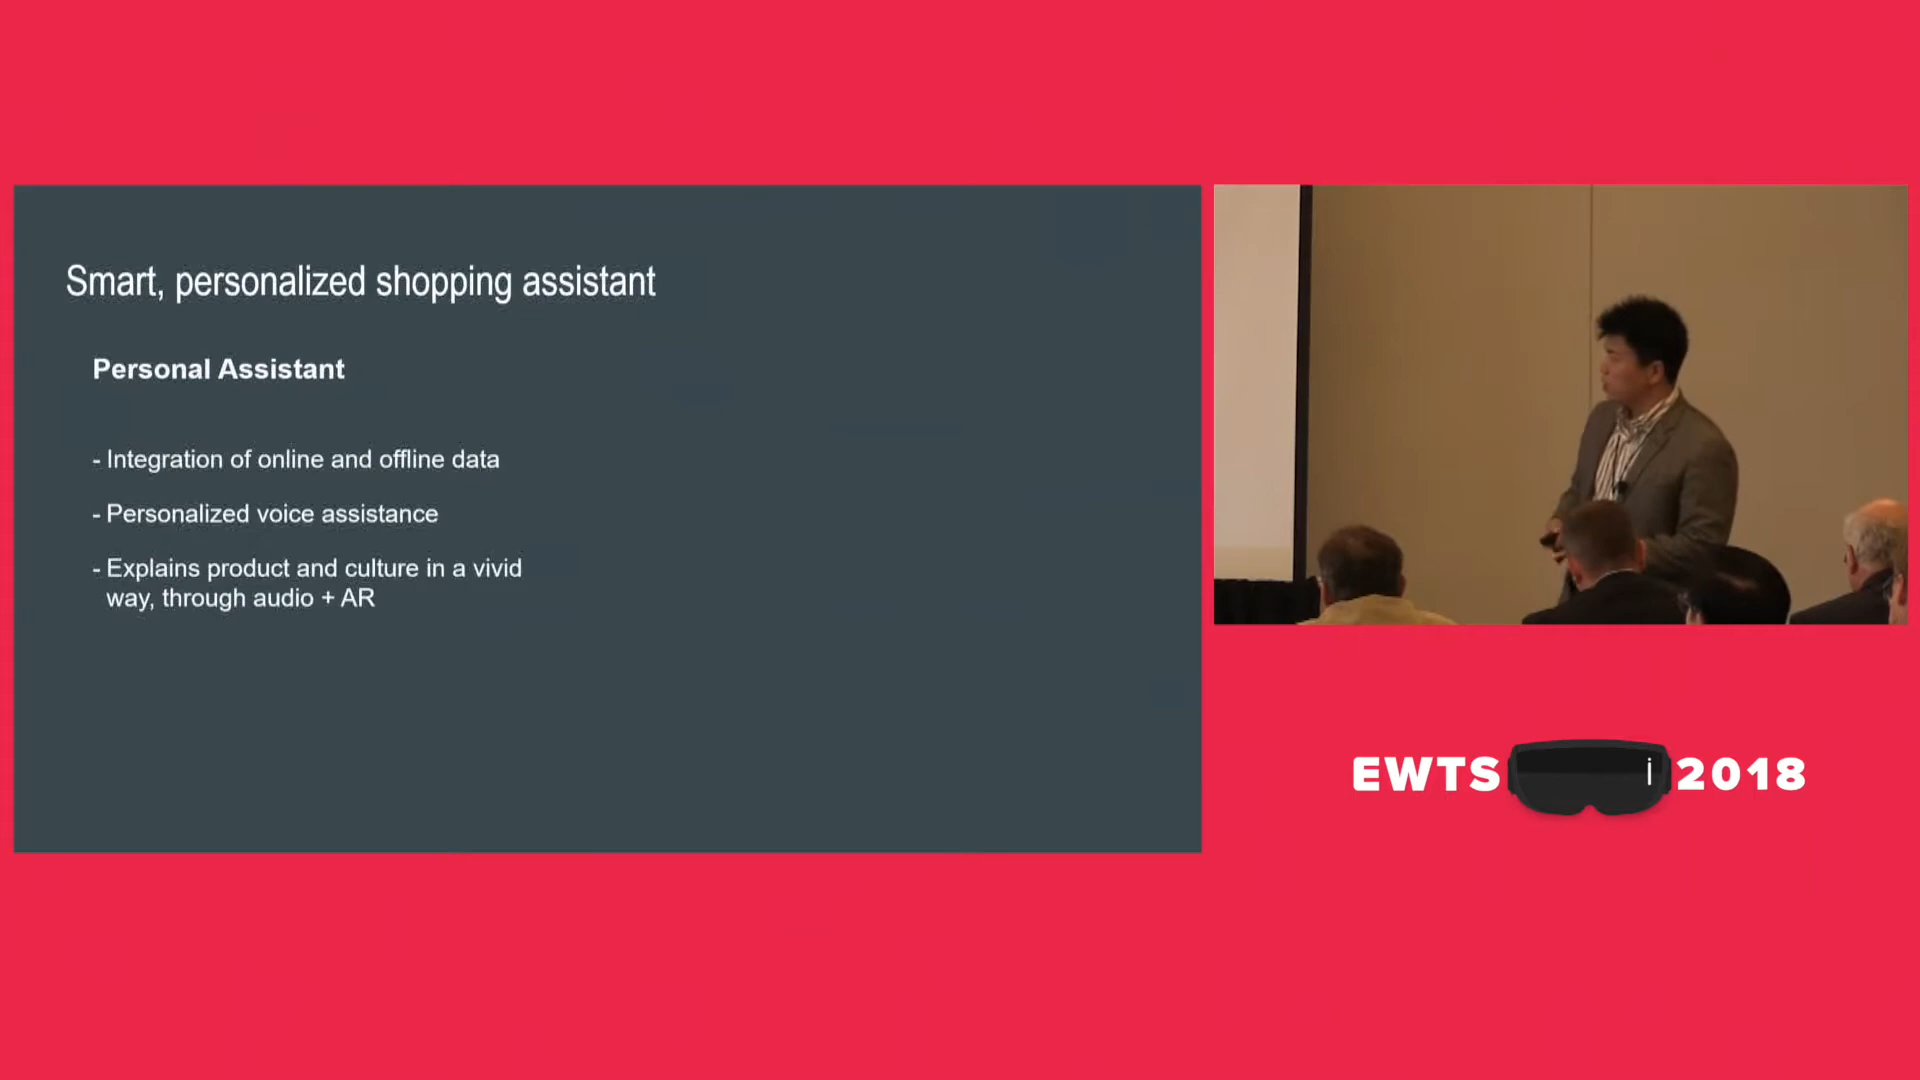 Smart, personalized shopping assistant
Personal Assistant
- Integration of online and offline data
- Personalized voice assistance
- Explains product and culture in a vivid
way, through audio + AR
EWTS 2018